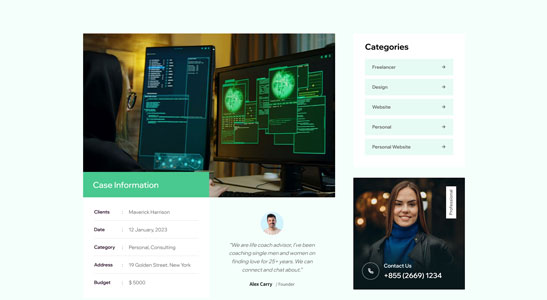 Case Information
Clients : Maverick Harrison
Date : 12 January, 2023
Category : Personal, Consulting
Address : 19 Golden Street, New York
Budget : $ 5000
"We are life coach advisor, I've been
coaching single men and women on
finding love for 25+ years. We can
connect and chat about."
Alex Carry | Founder
Categories
Freelancer →
Design →
Website →
Personal →
Personal Website →
Professional
Contact Us
+855 (2669) 1234